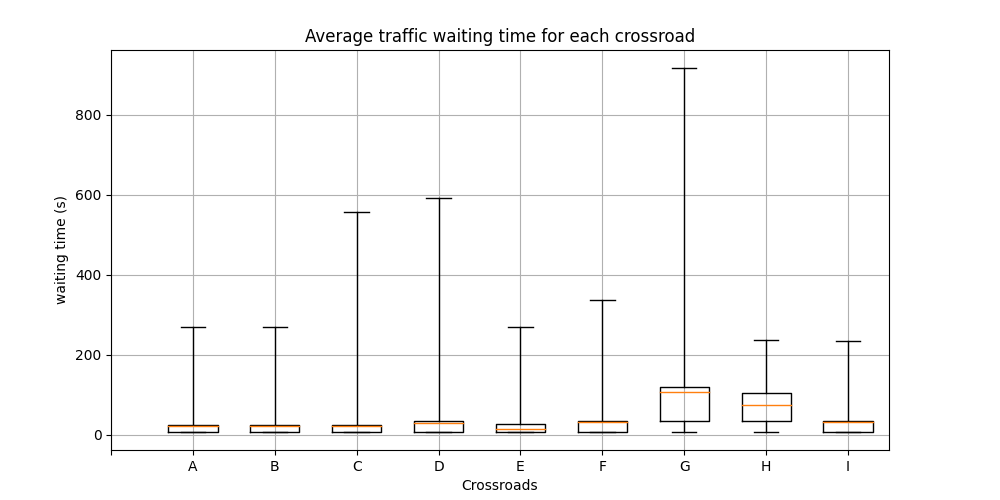 Average traffic waiting time for each crossroad
800
600
400
200
0
waiting time (s)
A B C D E F G H I
Crossroads